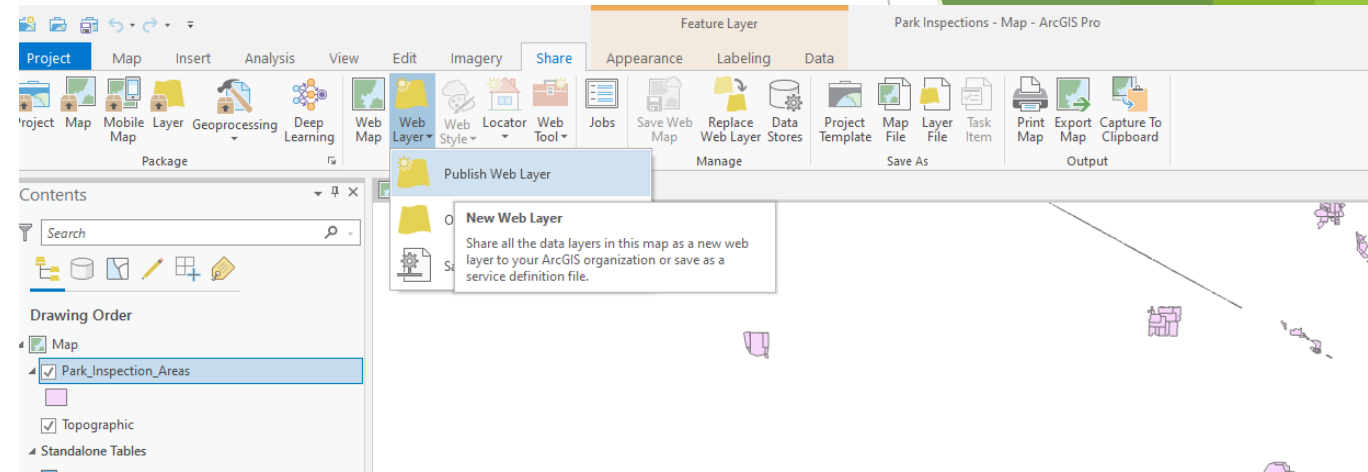 Feature Layer
Park Inspections - Map - ArcGIS Pro
Project Map Insert Analysis View Edit Imagery Share Appearance Labeling Data
Project Map Mobile Map Layer Geoprocessing Deep Learning
Web Map Web Layer Web Style Locator Web Tool
Jobs Save Web Map Replace Web Layer Data Stores
Project Template Map File Layer File Task Item
Print Map Export Map Capture To Clipboard
Package Manage Save As Output
Contents
Search
Drawing Order
Map
Park_Inspection_Areas
Topographic
Standalone Tables
Publish Web Layer
New Web Layer
Share all the data layers in this map as a new web
layer to your ArcGIS organization or save as a
service definition file.